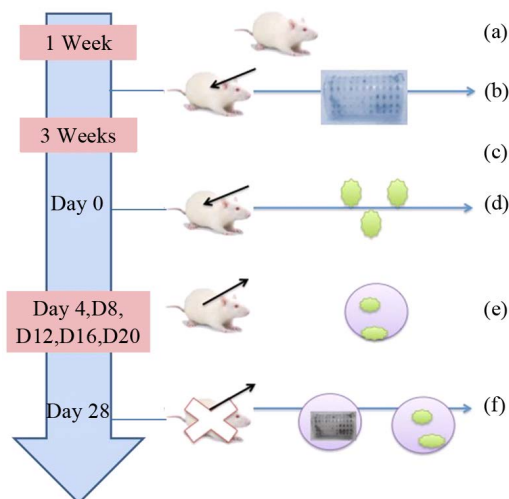 (a)
1 Week
(b)
3 Weeks
(c)
Day 0
(d)
Day 4,D8,
D12,D16,D20
(e)
Day 28
(f)